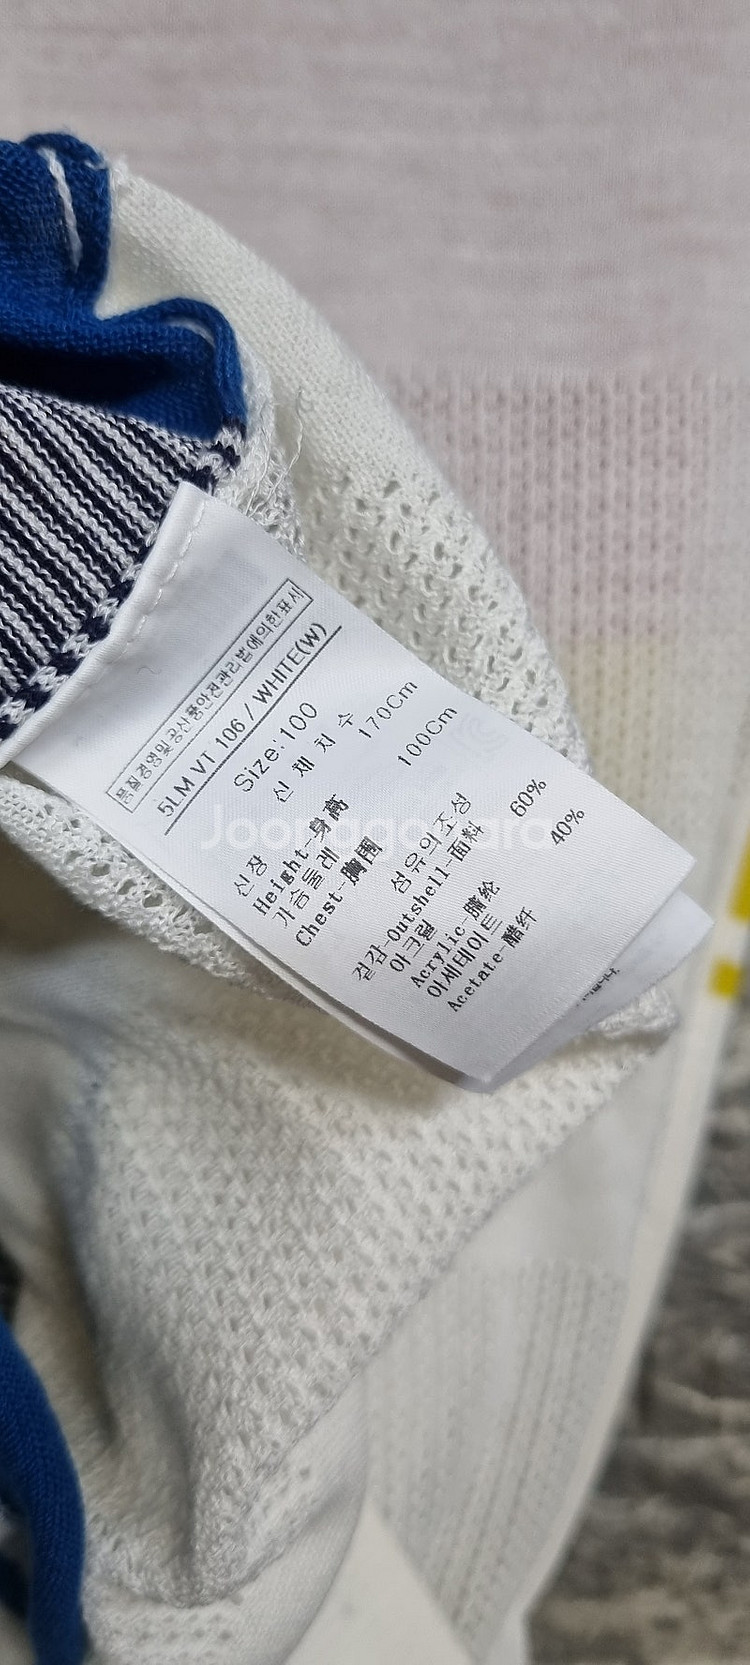 품질경영및공산품안전관리법에의한표시
5LM VT 106 / WHITE(W)
Size:100
신 체 치 수
신장 170Cm
Height-身高
가슴둘레 100Cm
Chest-胸围
섬유의조성
겉감-Outshell-面料
아크릴 60%
Acrylic-腈纶
아세테이트 40%
Acetate-醋纤
Joonggonara